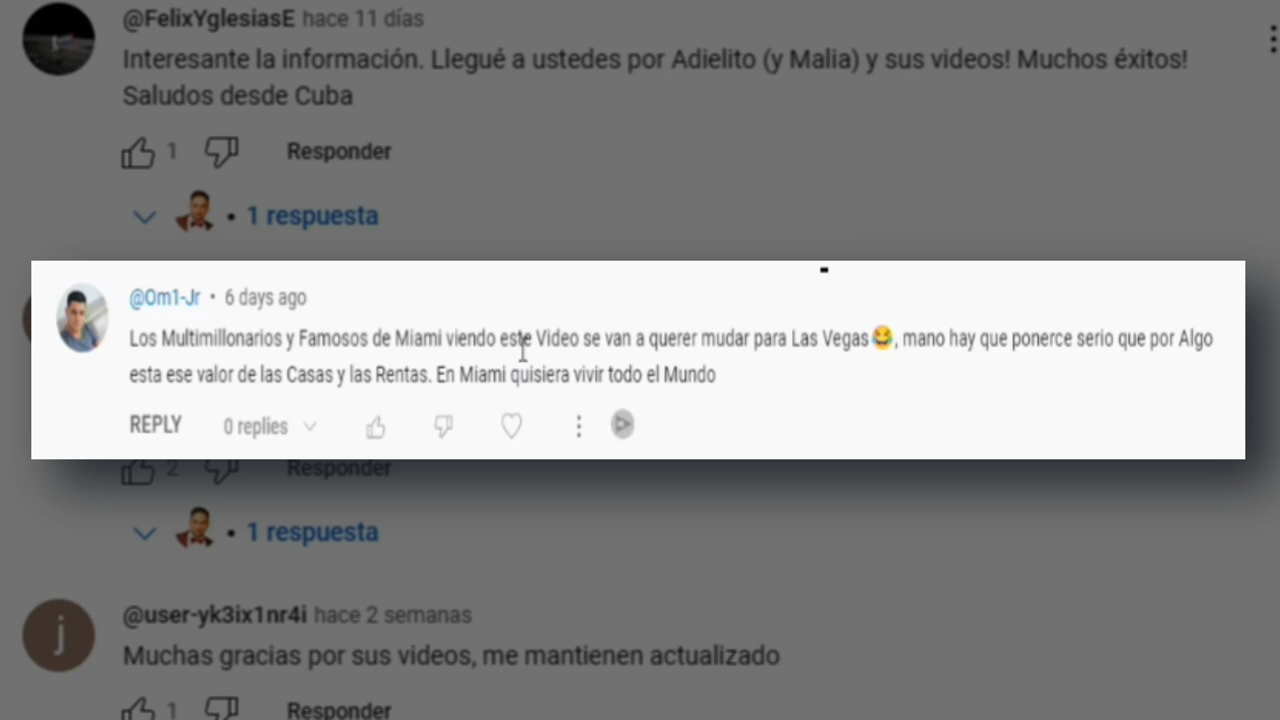 @FelixYglesiasE hace 11 días
Interesante la información. Llegué a ustedes por Adielito (y Malia) y sus videos! Muchos éxitos!
Saludos desde Cuba
1 Responder
• 1 respuesta
@Om1-Jr • 6 days ago
Los Multimillonarios y Famosos de Miami viendo este Video se van a querer mudar para Las Vegas😂, mano hay que ponerce serio que por Algo
esta ese valor de las Casas y las Rentas. En Miami quisiera vivir todo el Mundo
REPLY 0 replies
2 Responder
• 1 respuesta
j
@user-yk3ix1nr4i hace 2 semanas
Muchas gracias por sus videos, me mantienen actualizado
1 Responder